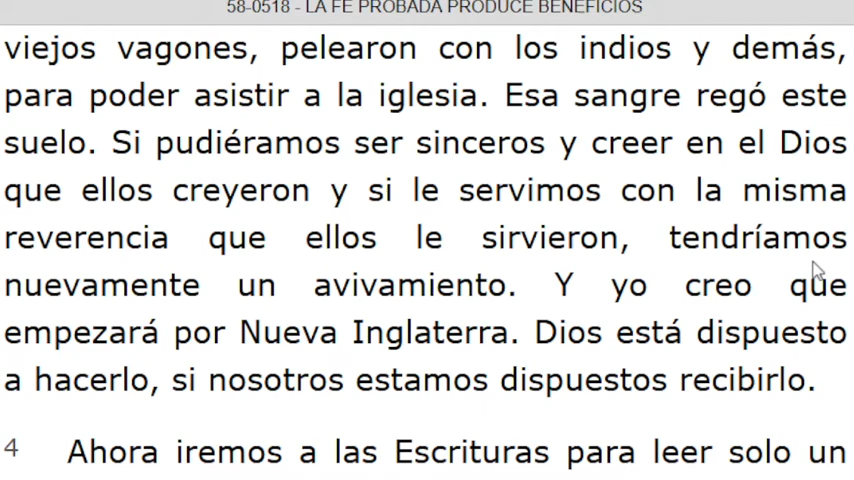 58-0518 - LA FE PROBADA PRODUCE BENEFICIOS
viejos vagones, pelearon con los indios y demás,
para poder asistir a la iglesia. Esa sangre regó este
suelo. Si pudiéramos ser sinceros y creer en el Dios
que ellos creyeron y si le servimos con la misma
reverencia que ellos le sirvieron, tendríamos
nuevamente un avivamiento. Y yo creo que
empezará por Nueva Inglaterra. Dios está dispuesto
a hacerlo, si nosotros estamos dispuestos recibirlo.
4 Ahora iremos a las Escrituras para leer solo un